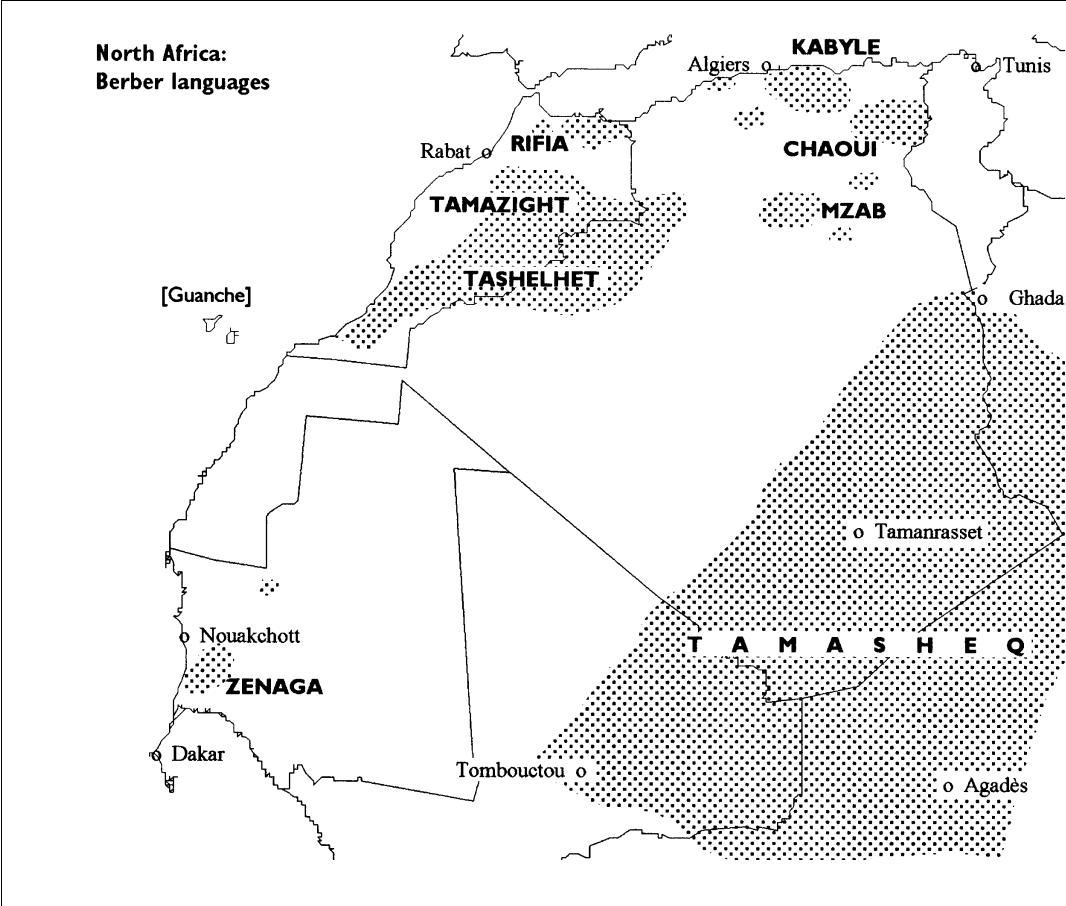 North Africa:
Berber languages
KABYLE
Algiers
Tunis
Rabat
RIFIA
CHAOUI
TAMAZIGHT
MZAB
TASHELHET
[Guanche]
Ghada
Tamanrasset
Nouakchott
TAMASHEQ
ZENAGA
Dakar
Tombouctou
Agadès